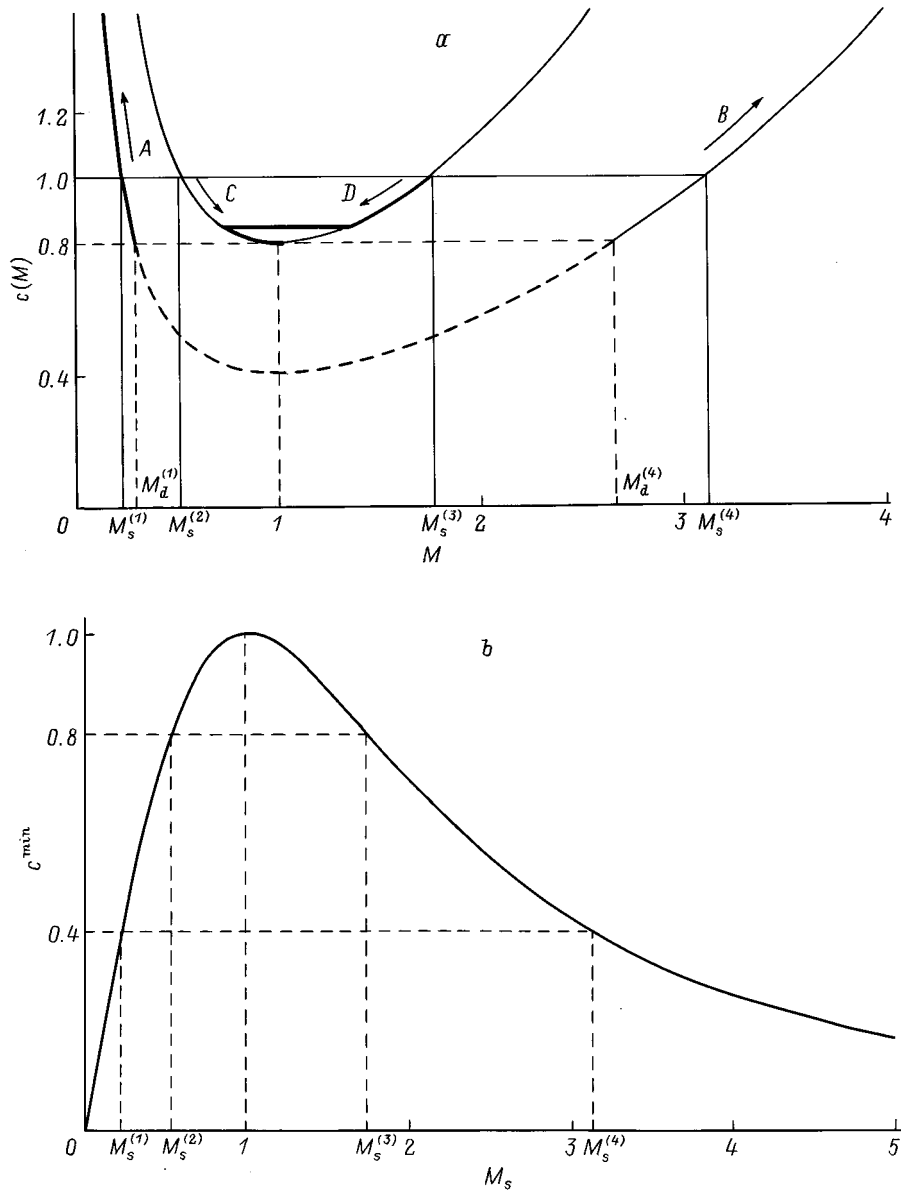 a
1.2
A
B
1.0
C
D
0.8
c(M)
0.4
M_d^{(1)}
M_d^{(4)}
0
M_s^{(1)}
M_s^{(2)}
1
M_s^{(3)}
2
3
M_s^{(4)}
4
M
1.0
b
0.8
c^{min}
0.4
0
M_s^{(1)}
M_s^{(2)}
1
M_s^{(3)}
2
3
M_s^{(4)}
4
5
M_s